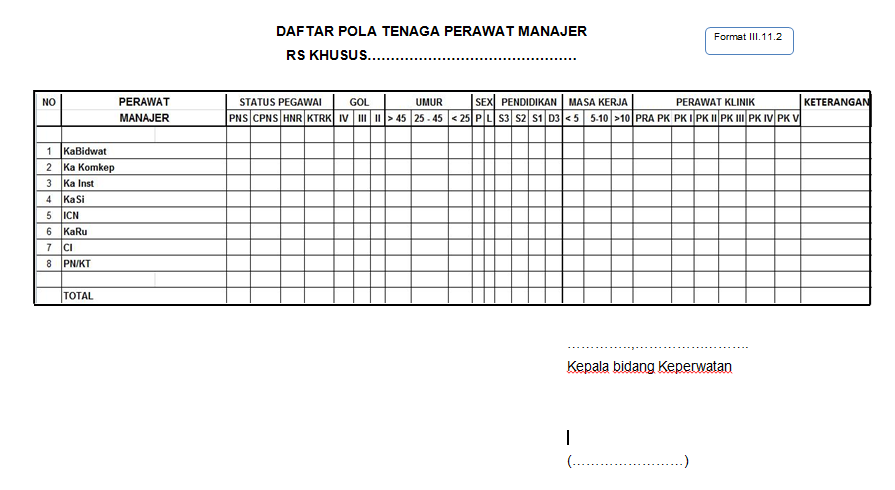 DAFTAR POLA TENAGA PERAWAT MANAJER
RS KHUSUS.............................................
Format III.11.2
NO PERAWAT STATUS PEGAWAI GOL UMUR SEX PENDIDIKAN MASA KERJA PERAWAT KLINIK KETERANGAN
MANAJER PNS CPNS HNR KTRK IV III II > 45 25 - 45 < 25 P L S3 S2 S1 D3 < 5 5-10 >10 PRA PK PK I PK II PK III PK IV PK V
1 KaBidwat
2 Ka Komkep
3 Ka Inst
4 KaSi
5 ICN
6 KaRu
7 CI
8 PN/KT
TOTAL
…………..,……………………..
Kepala bidang Keperwatan
(……………………)